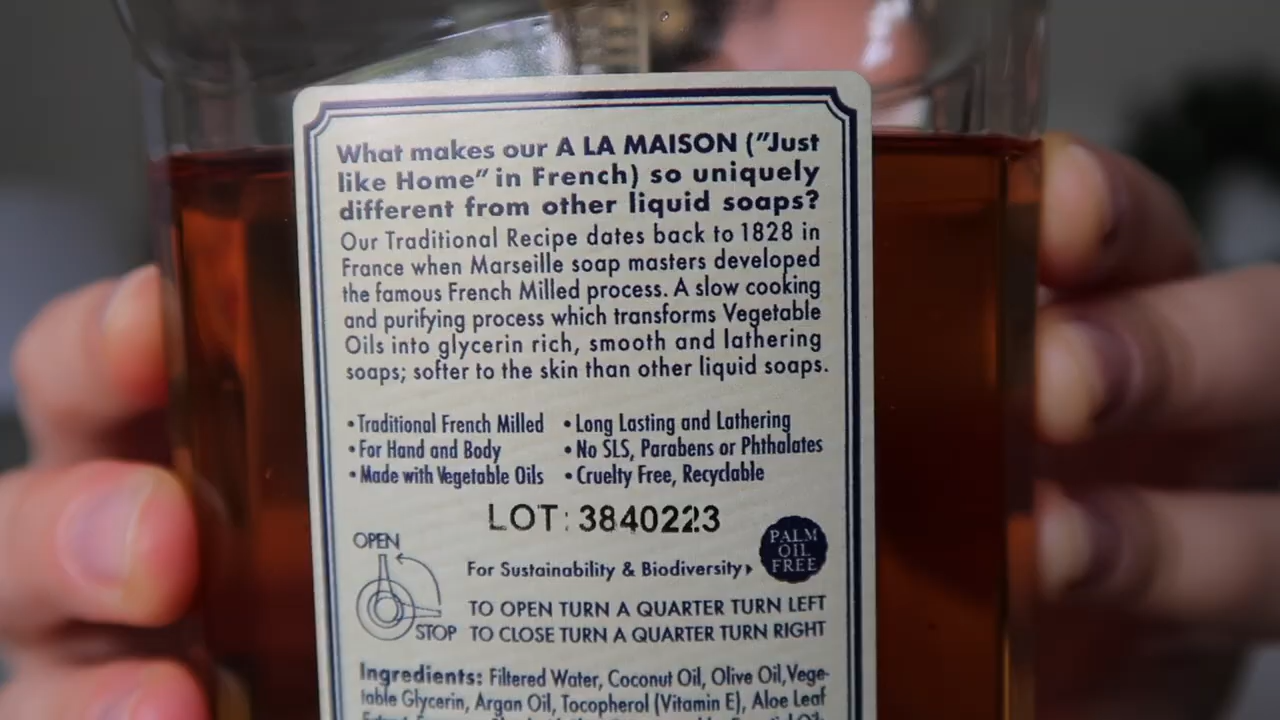 What makes our A LA MAISON ("Just
like Home" in French) so uniquely
different from other liquid soaps?
Our Traditional Recipe dates back to 1828 in
France when Marseille soap masters developed
the famous French Milled process. A slow cooking
and purifying process which transforms Vegetable
Oils into glycerin rich, smooth and lathering
soaps; softer to the skin than other liquid soaps.
• Traditional French Milled
• For Hand and Body
• Made with Vegetable Oils
• Long Lasting and Lathering
• No SLS, Parabens or Phthalates
• Cruelty Free, Recyclable
LOT: 3840223
OPEN
STOP
For Sustainability & Biodiversity
PALM
OIL
FREE
TO OPEN TURN A QUARTER TURN LEFT
TO CLOSE TURN A QUARTER TURN RIGHT
Ingredients: Filtered Water, Coconut Oil, Olive Oil, Vege-
table Glycerin, Argan Oil, Tocopherol (Vitamin E), Aloe Leaf